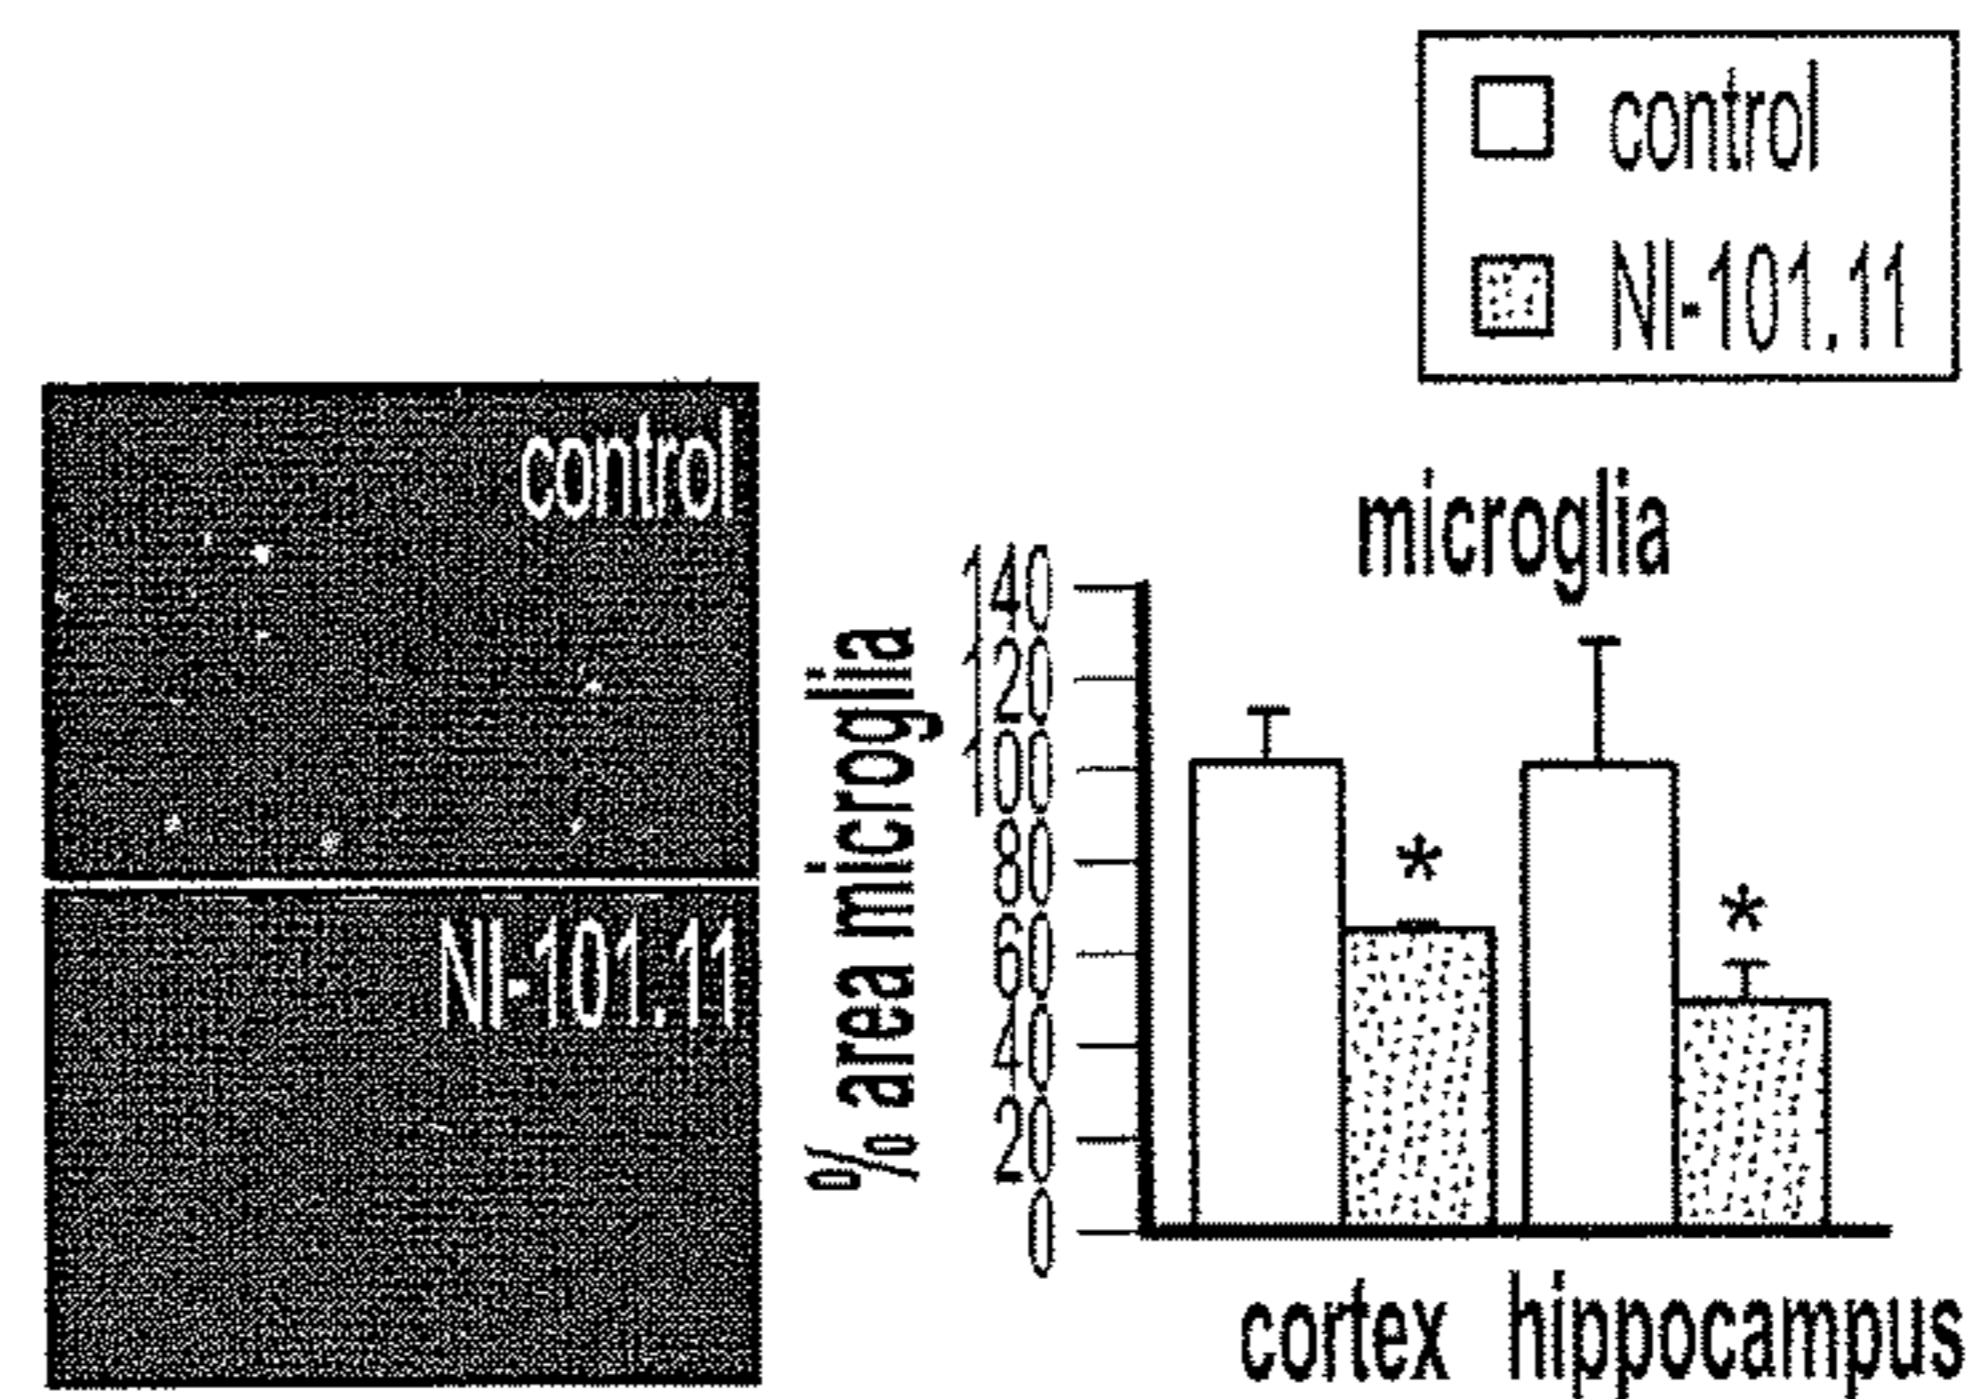 control
NI-101.11
control
NI-101.11
microglia
% area microglia
140
120
100
80
60
40
20
0
*
*
cortex hippocampus